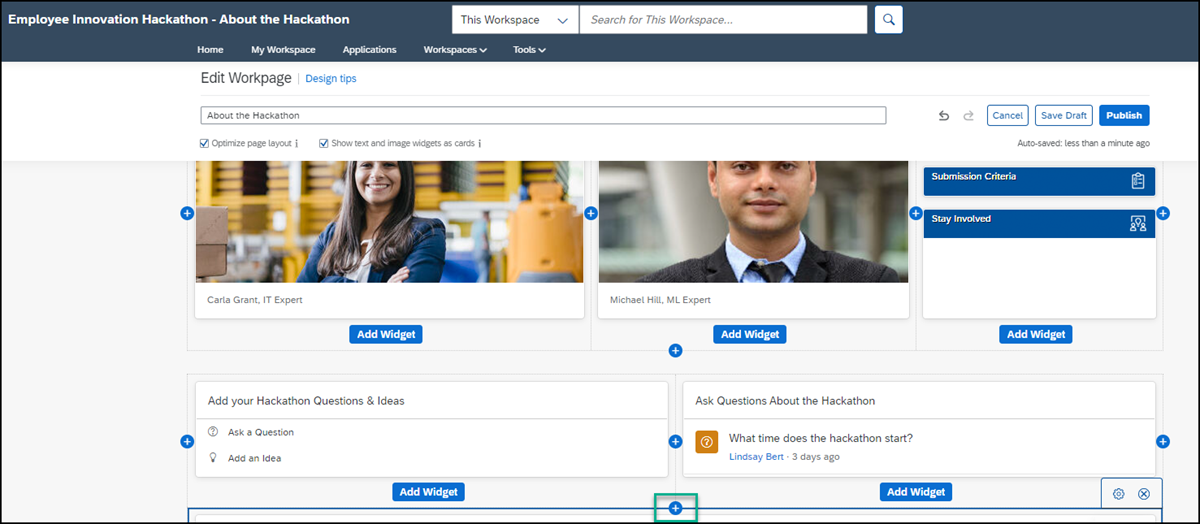 Employee Innovation Hackathon - About the Hackathon
This Workspace
Search for This Workspace...
Home My Workspace Applications Workspaces Tools
Edit Workpage Design tips
About the Hackathon
Cancel Save Draft Publish
Optimize page layout i Show text and image widgets as cards i
Auto-saved: less than a minute ago
Submission Criteria
Stay Involved
Carla Grant, IT Expert
Michael Hill, ML Expert
Add Widget Add Widget Add Widget
Add your Hackathon Questions & Ideas
Ask a Question
Add an Idea
Ask Questions About the Hackathon
What time does the hackathon start?
Lindsay Bert · 3 days ago
Add Widget Add Widget